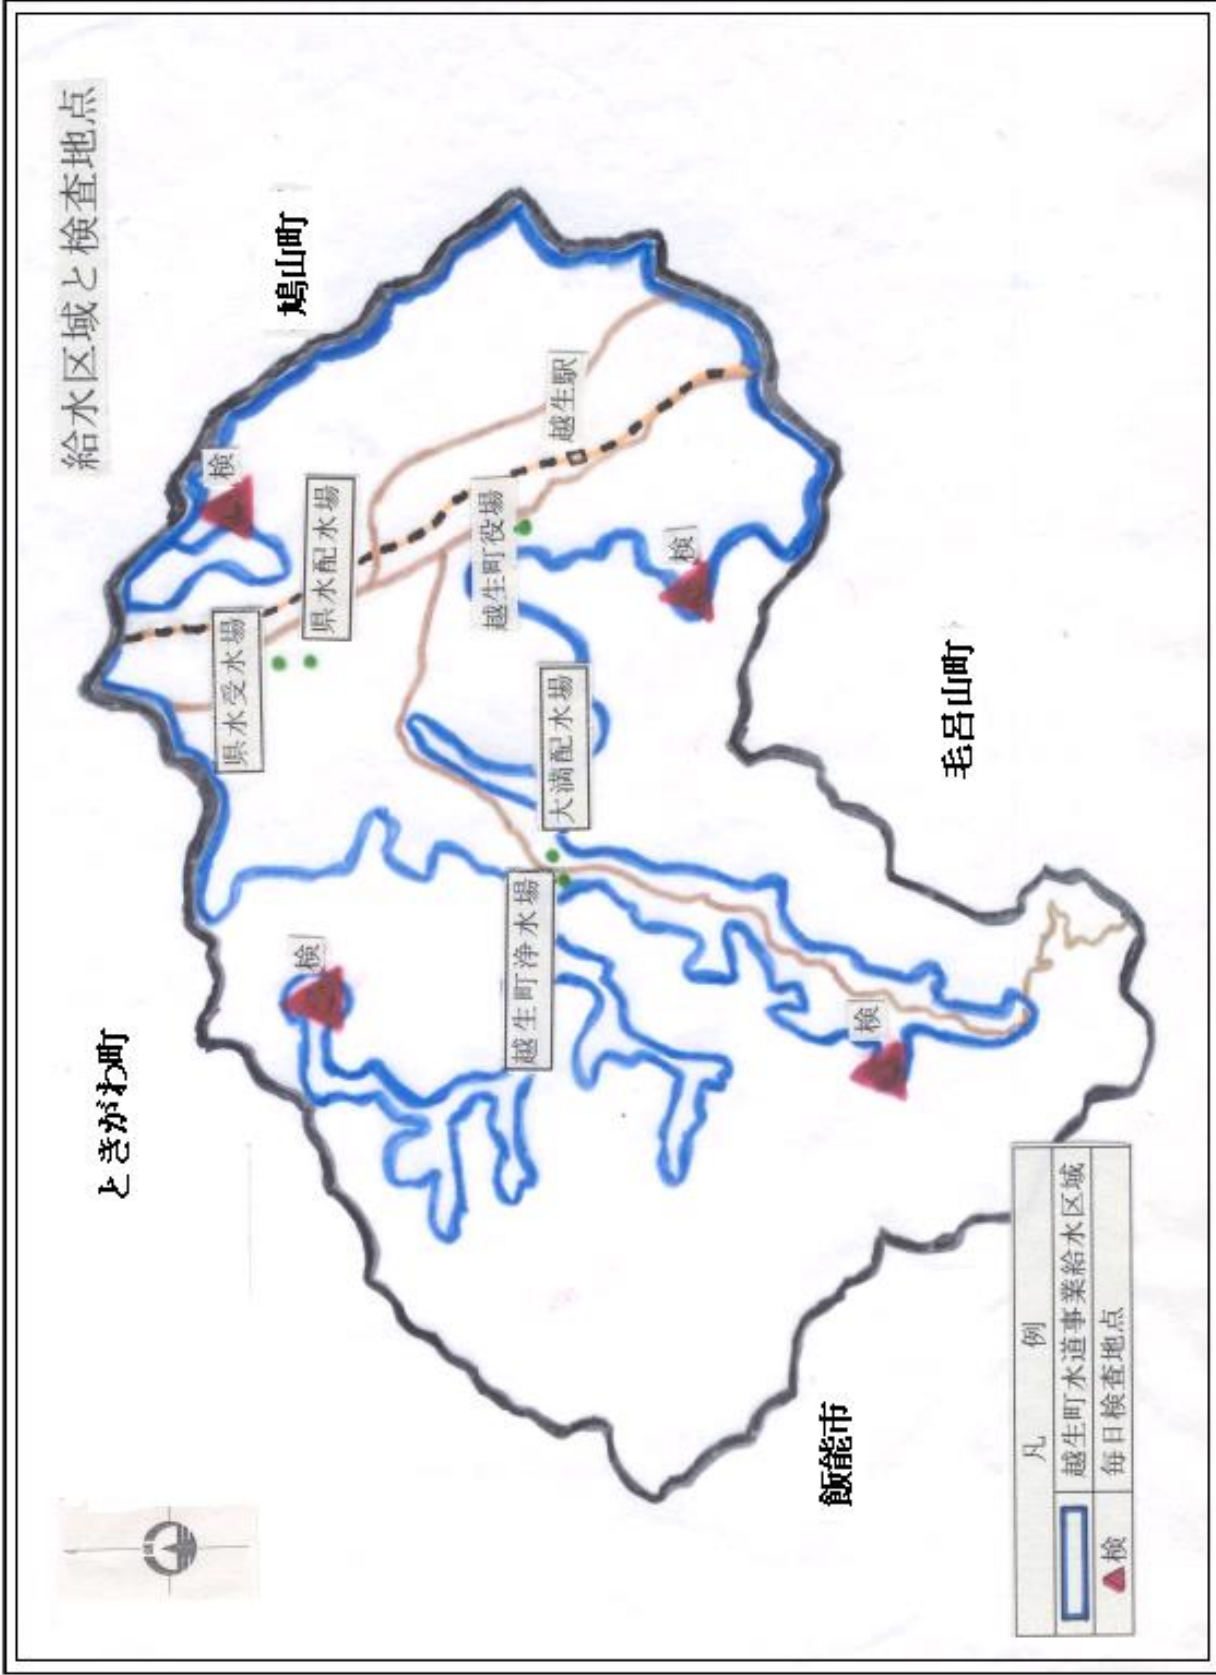 給水区域と検査地点
鳩山町
ときがわ町
毛呂山町
飯能市
検
県水配水場
県水受水場
越生駅
越生町役場
検
大満配水場
越生町浄水場
検
検
凡 例
越生町水道事業給水区域
検 毎日検査地点